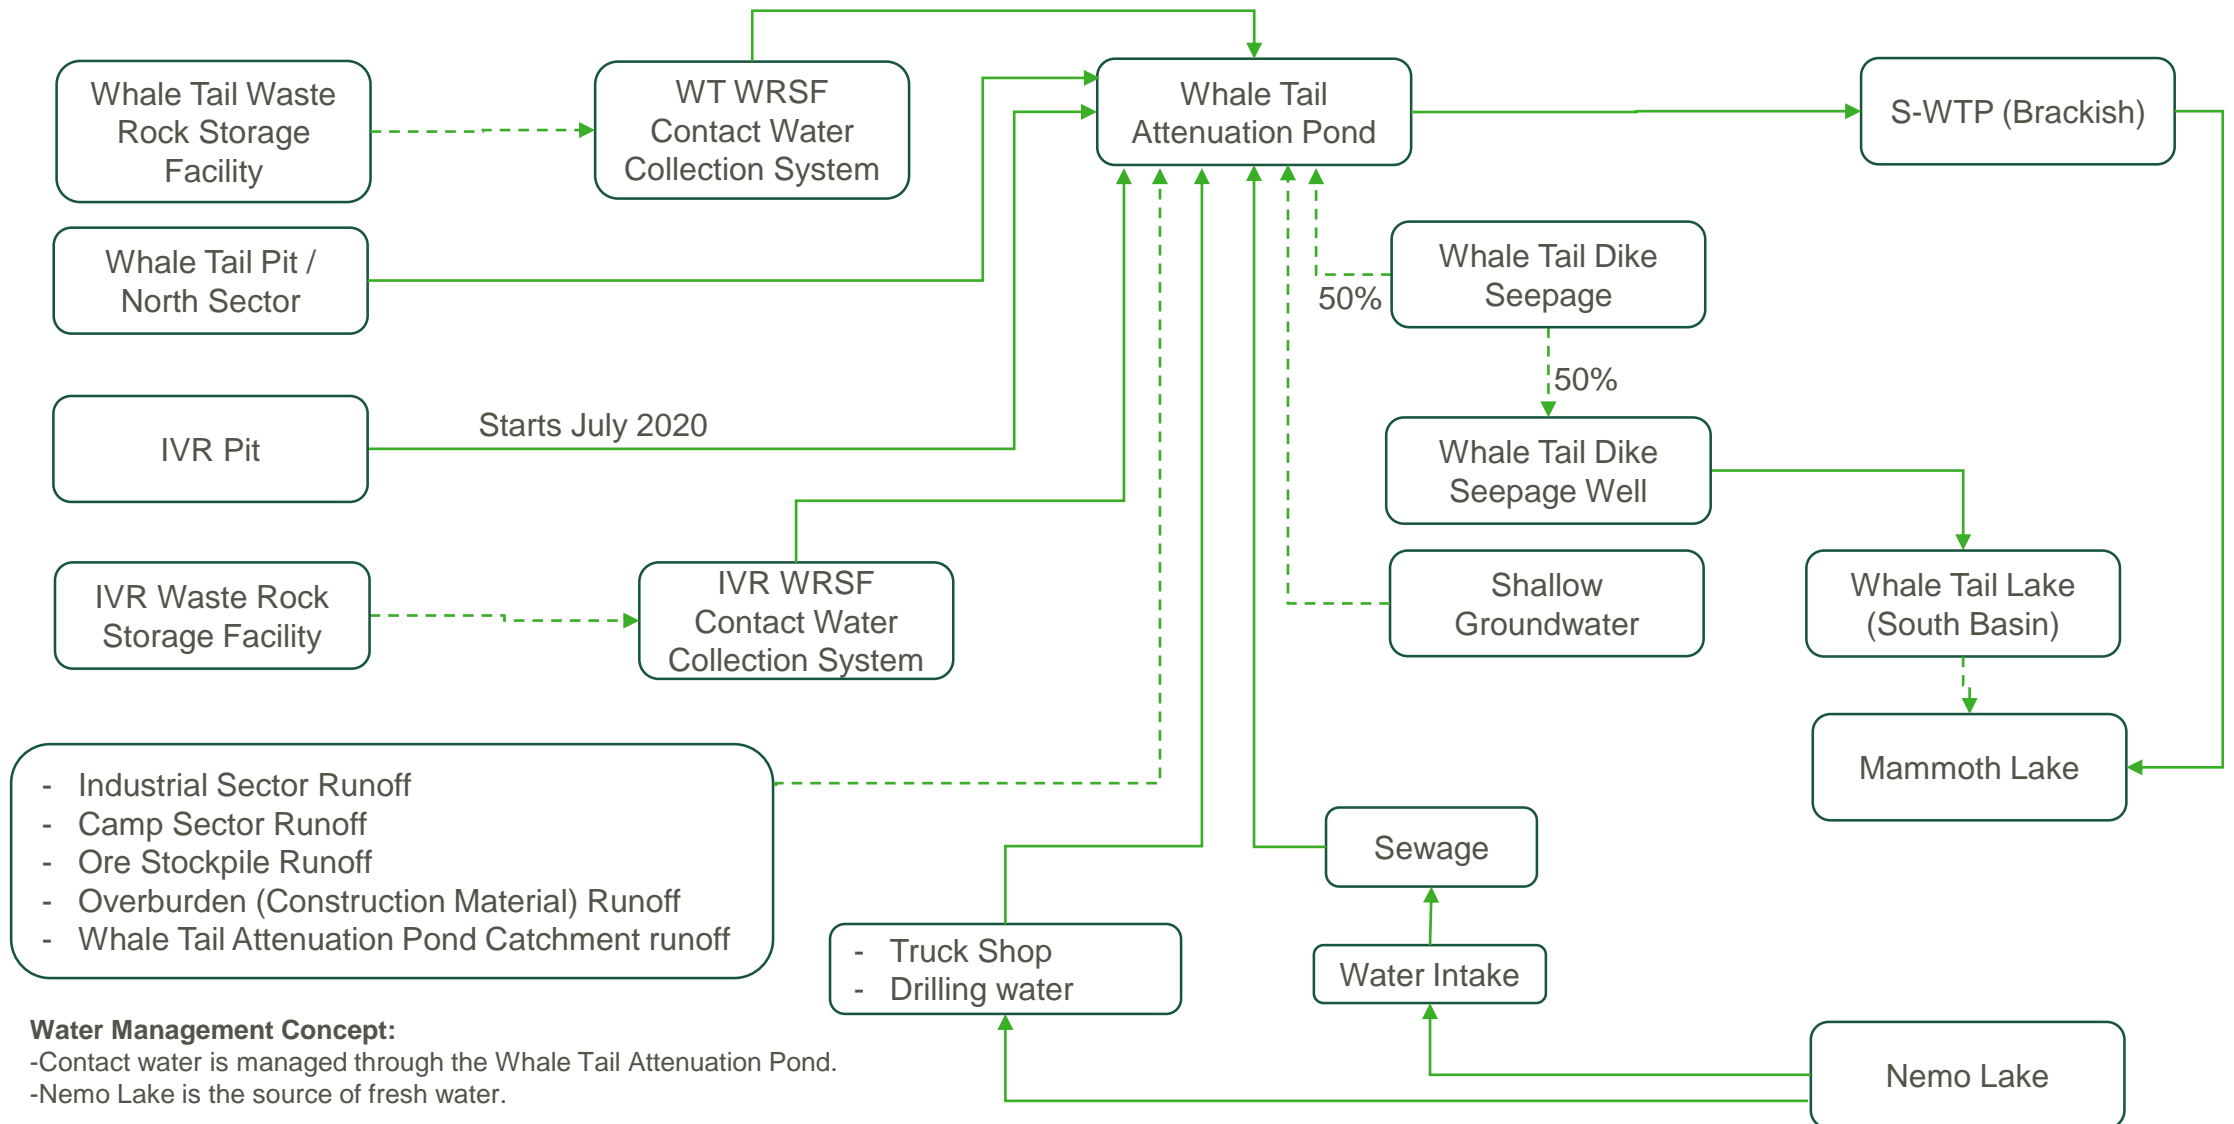 Whale Tail Waste
Rock Storage
Facility
WT WRSF
Contact Water
Collection System
Whale Tail
Attenuation Pond
S-WTP (Brackish)
Whale Tail Pit /
North Sector
Whale Tail Dike
Seepage
50%
50%
IVR Pit
Starts July 2020
Whale Tail Dike
Seepage Well
IVR Waste Rock
Storage Facility
IVR WRSF
Contact Water
Collection System
Shallow
Groundwater
Whale Tail Lake
(South Basin)
Mammoth Lake
- Industrial Sector Runoff
- Camp Sector Runoff
- Ore Stockpile Runoff
- Overburden (Construction Material) Runoff
- Whale Tail Attenuation Pond Catchment runoff
Sewage
- Truck Shop
- Drilling water
Water Intake
Nemo Lake
Water Management Concept:
-Contact water is managed through the Whale Tail Attenuation Pond.
-Nemo Lake is the source of fresh water.